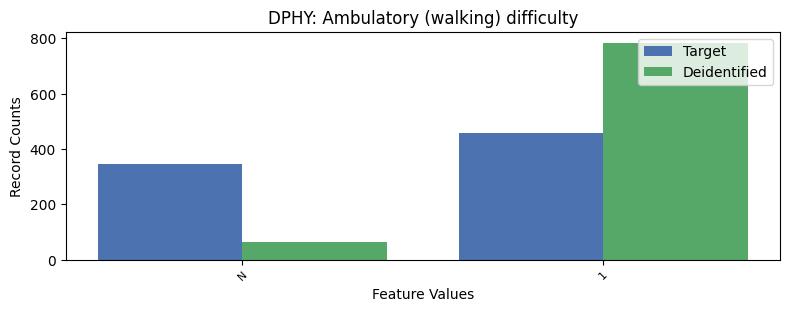 DPHY: Ambulatory (walking) difficulty
Target
Deidentified
800
600
400
200
0
Record Counts
N
1
Feature Values